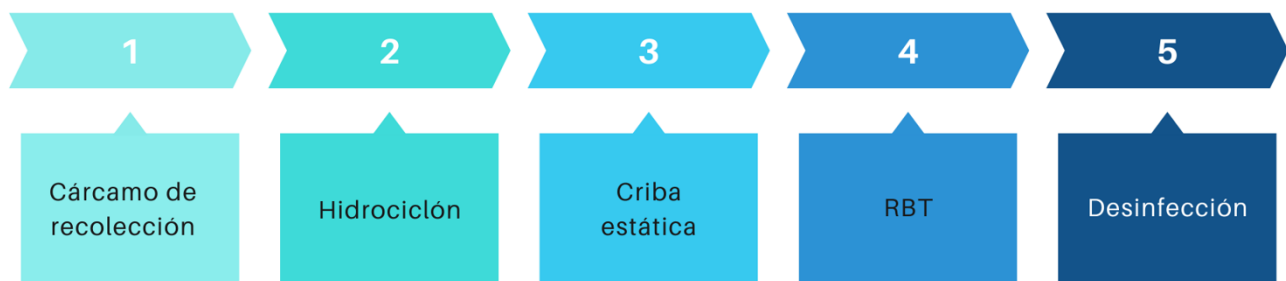 1
2
3
4
5
Cárcamo de
recolección
Hidrociclón
Criba
estática
RBT
Desinfección